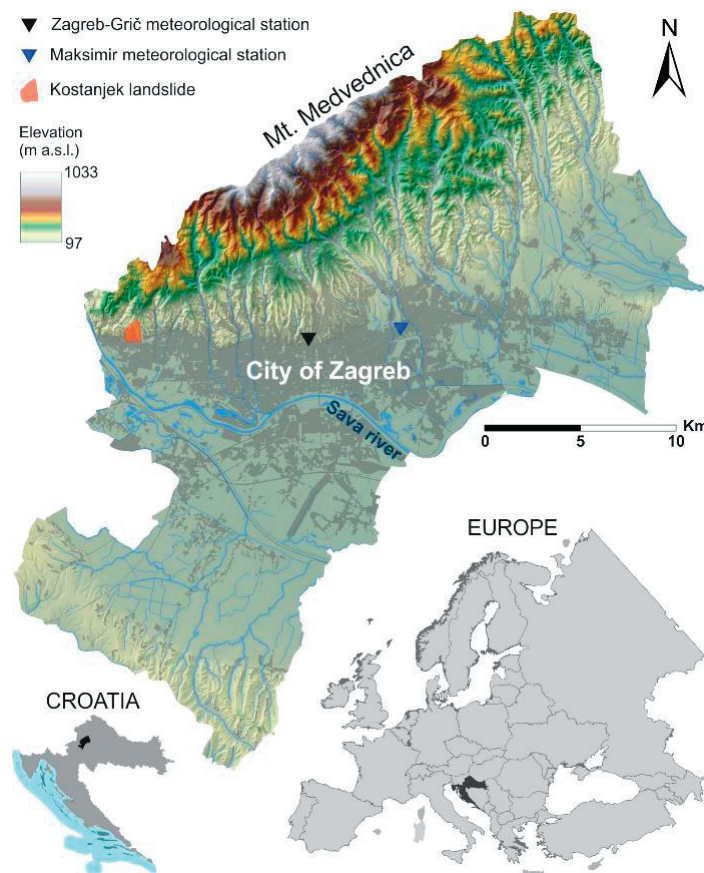 Zagreb-Grič meteorological station
Maksimir meteorological station
Kostanjek landslide
Elevation
(m a.s.l.)
1033
97
Mt. Medvednica
N
City of Zagreb
Sava river
Km
0 5 10
EUROPE
CROATIA